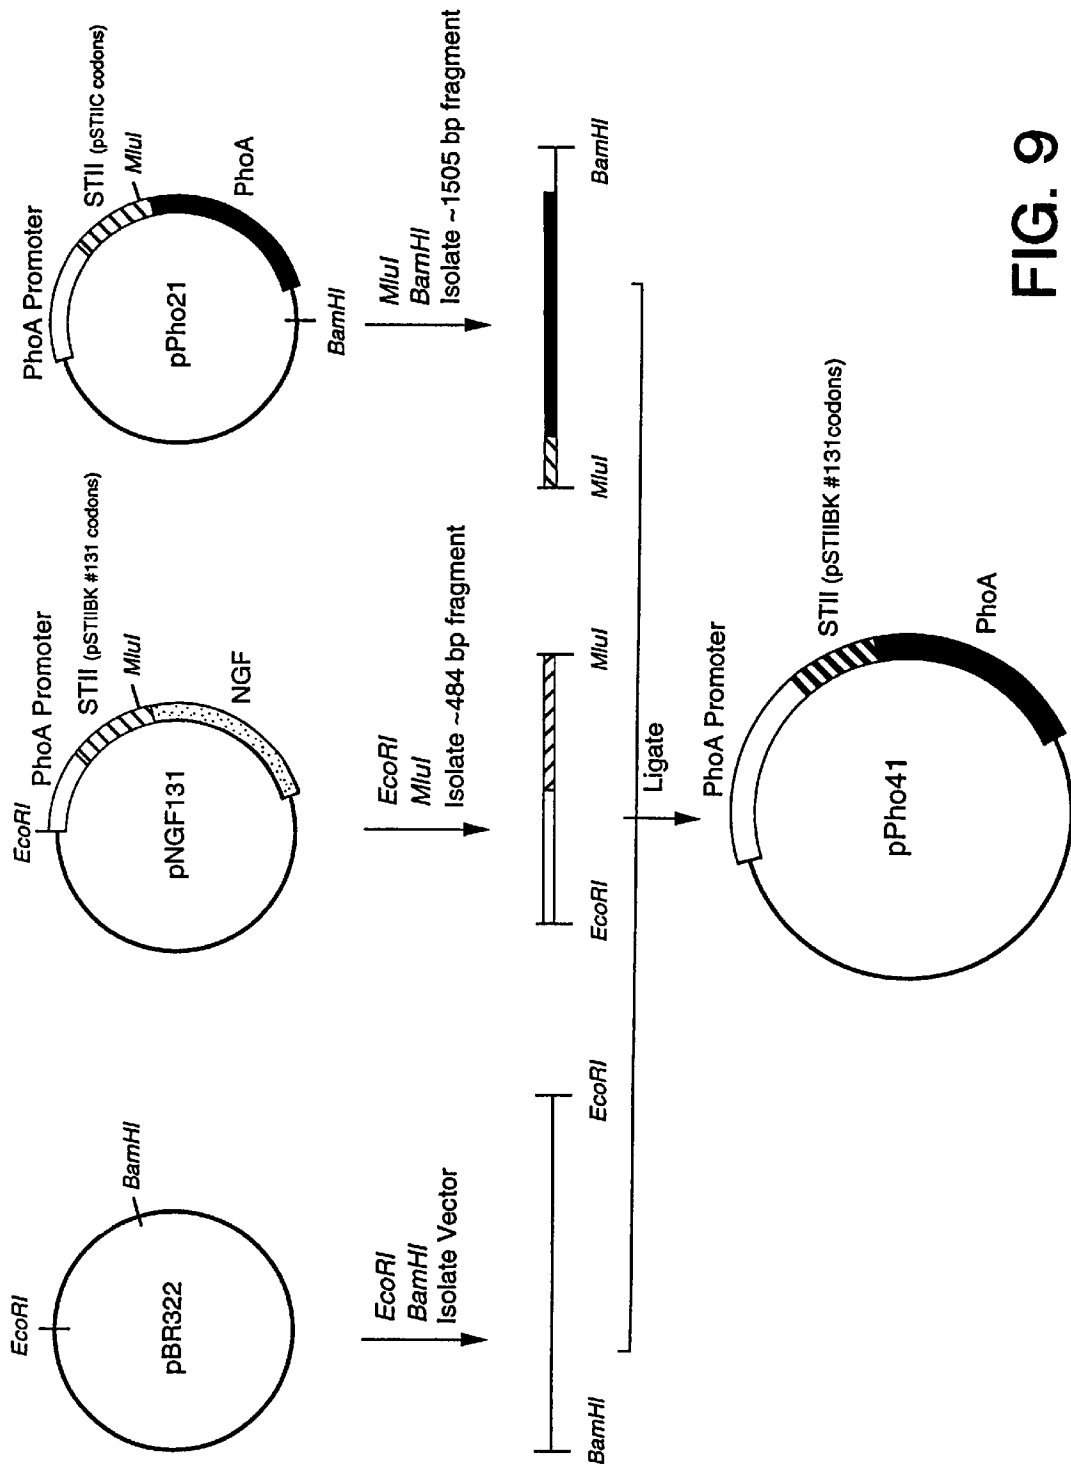 EcoRI
BamHI
pBR322
EcoRI
BamHI
Isolate Vector
BamHI
EcoRI
EcoRI
PhoA Promoter
STII (pSTIIBK #131 codons)
MluI
NGF
pNGF131
EcoRI
MluI
Isolate ~484 bp fragment
EcoRI
MluI
PhoA Promoter
STII (pSTIIC codons)
MluI
PhoA
pPho21
BamHI
MluI
BamHI
Isolate ~1505 bp fragment
MluI
BamHI
Ligate
PhoA Promoter
STII (pSTIIBK #131codons)
PhoA
pPho41
FIG. 9